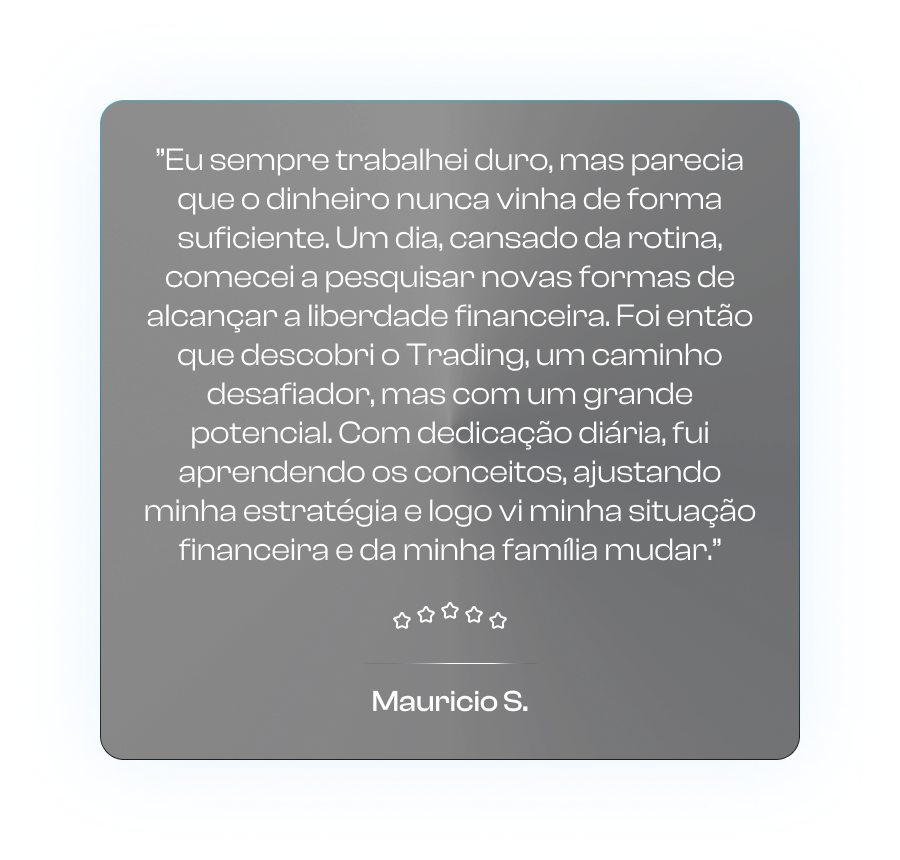 ”Eu sempre trabalhei duro, mas parecia
que o dinheiro nunca vinha de forma
suficiente. Um dia, cansado da rotina,
comecei a pesquisar novas formas de
alcançar a liberdade financeira. Foi então
que descobri o Trading, um caminho
desafiador, mas com um grande
potencial. Com dedicação diária, fui
aprendendo os conceitos, ajustando
minha estratégia e logo vi minha situação
financeira e da minha família mudar.”
Mauricio S.